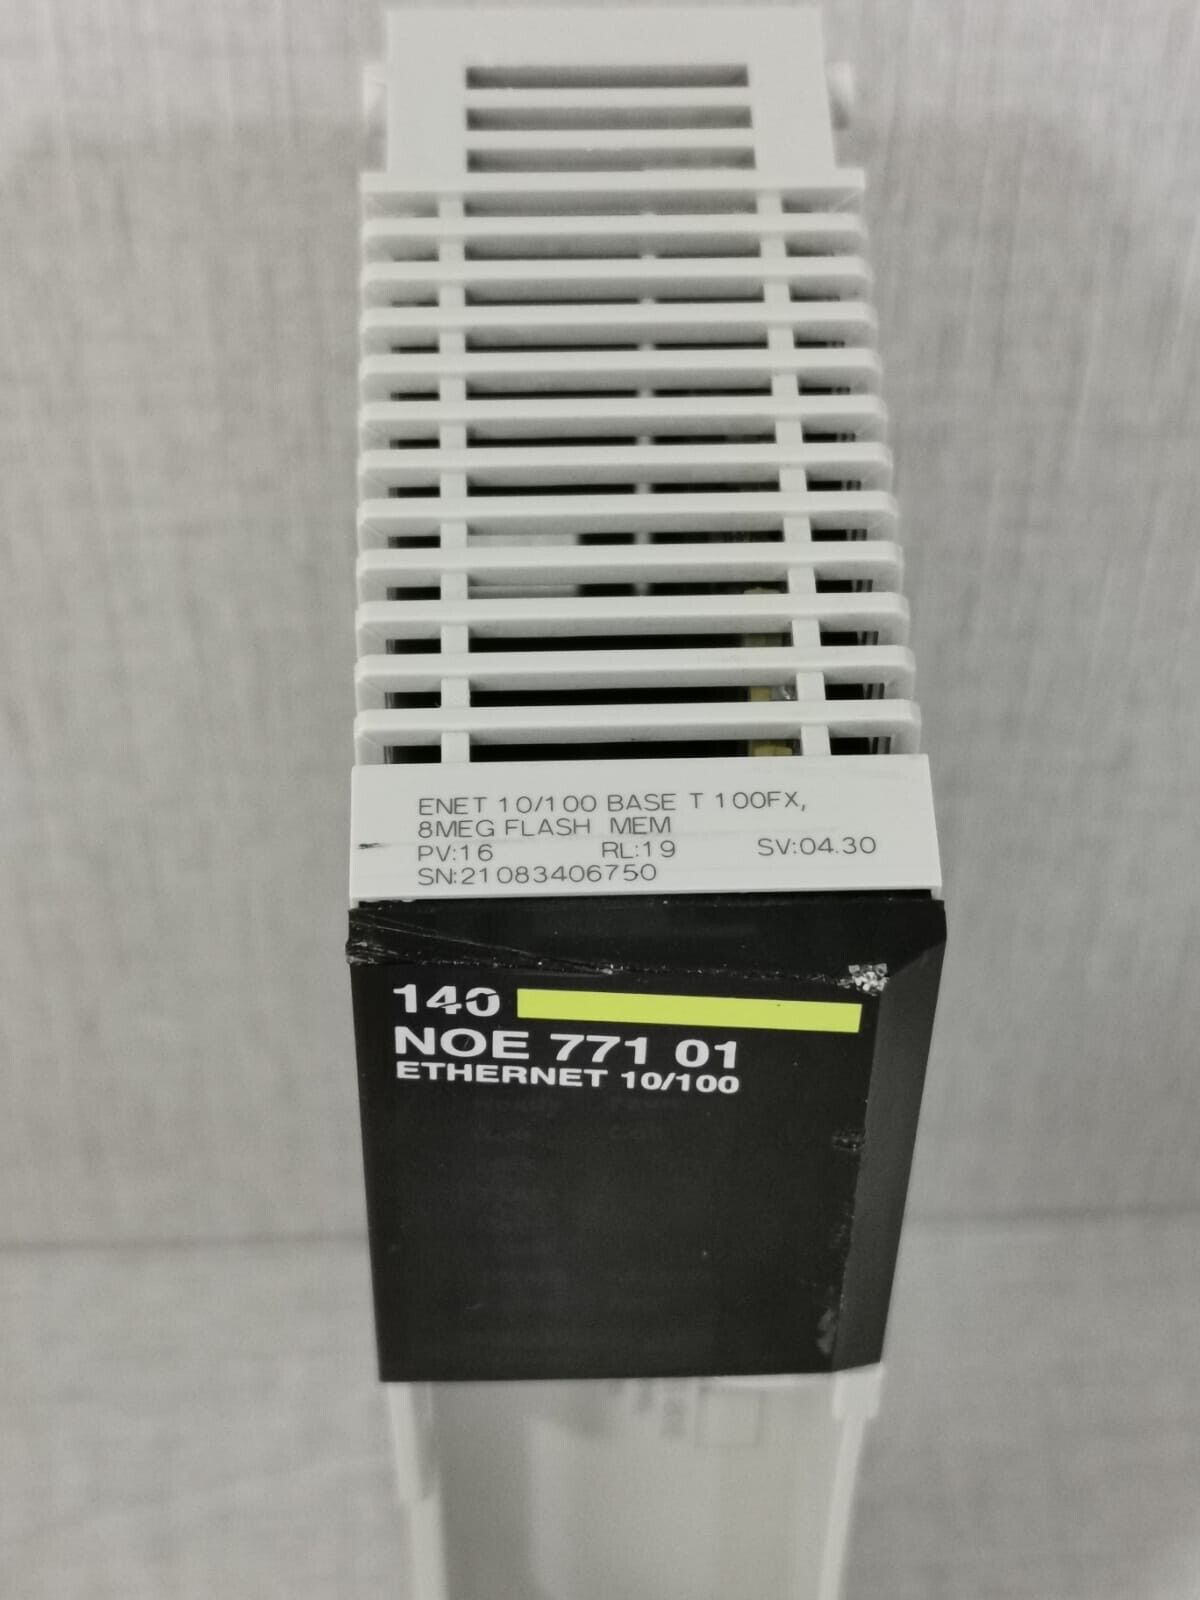 ENET 10/100 BASE T 100FX,
8MEG FLASH MEM
PV:16 RL:19 SV:04.30
SN:21083406750
140
NOE 771 01
ETHERNET 10/100